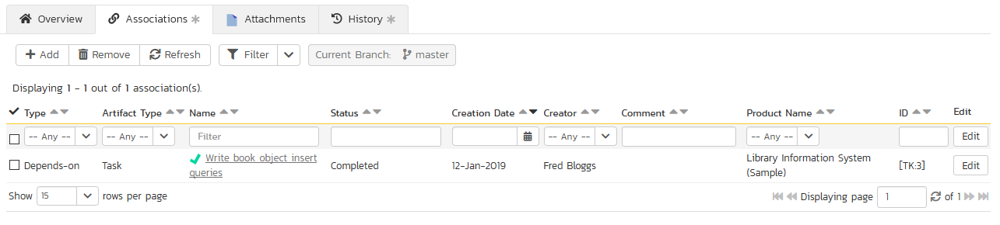 Overview Associations Attachments History
Add Remove Refresh Filter Current Branch: master
Displaying 1 - 1 out of 1 association(s).
Type Artifact Type Name Status Creation Date Creator Comment Product Name ID Edit
-- Any -- -- Any -- Filter -- Any -- -- Any -- Edit
Depends-on Task Write book object insert queries Completed 12-Jan-2019 Fred Bloggs Library Information System (Sample) [TK:3] Edit
Show 15 rows per page Displaying page 1 of 1